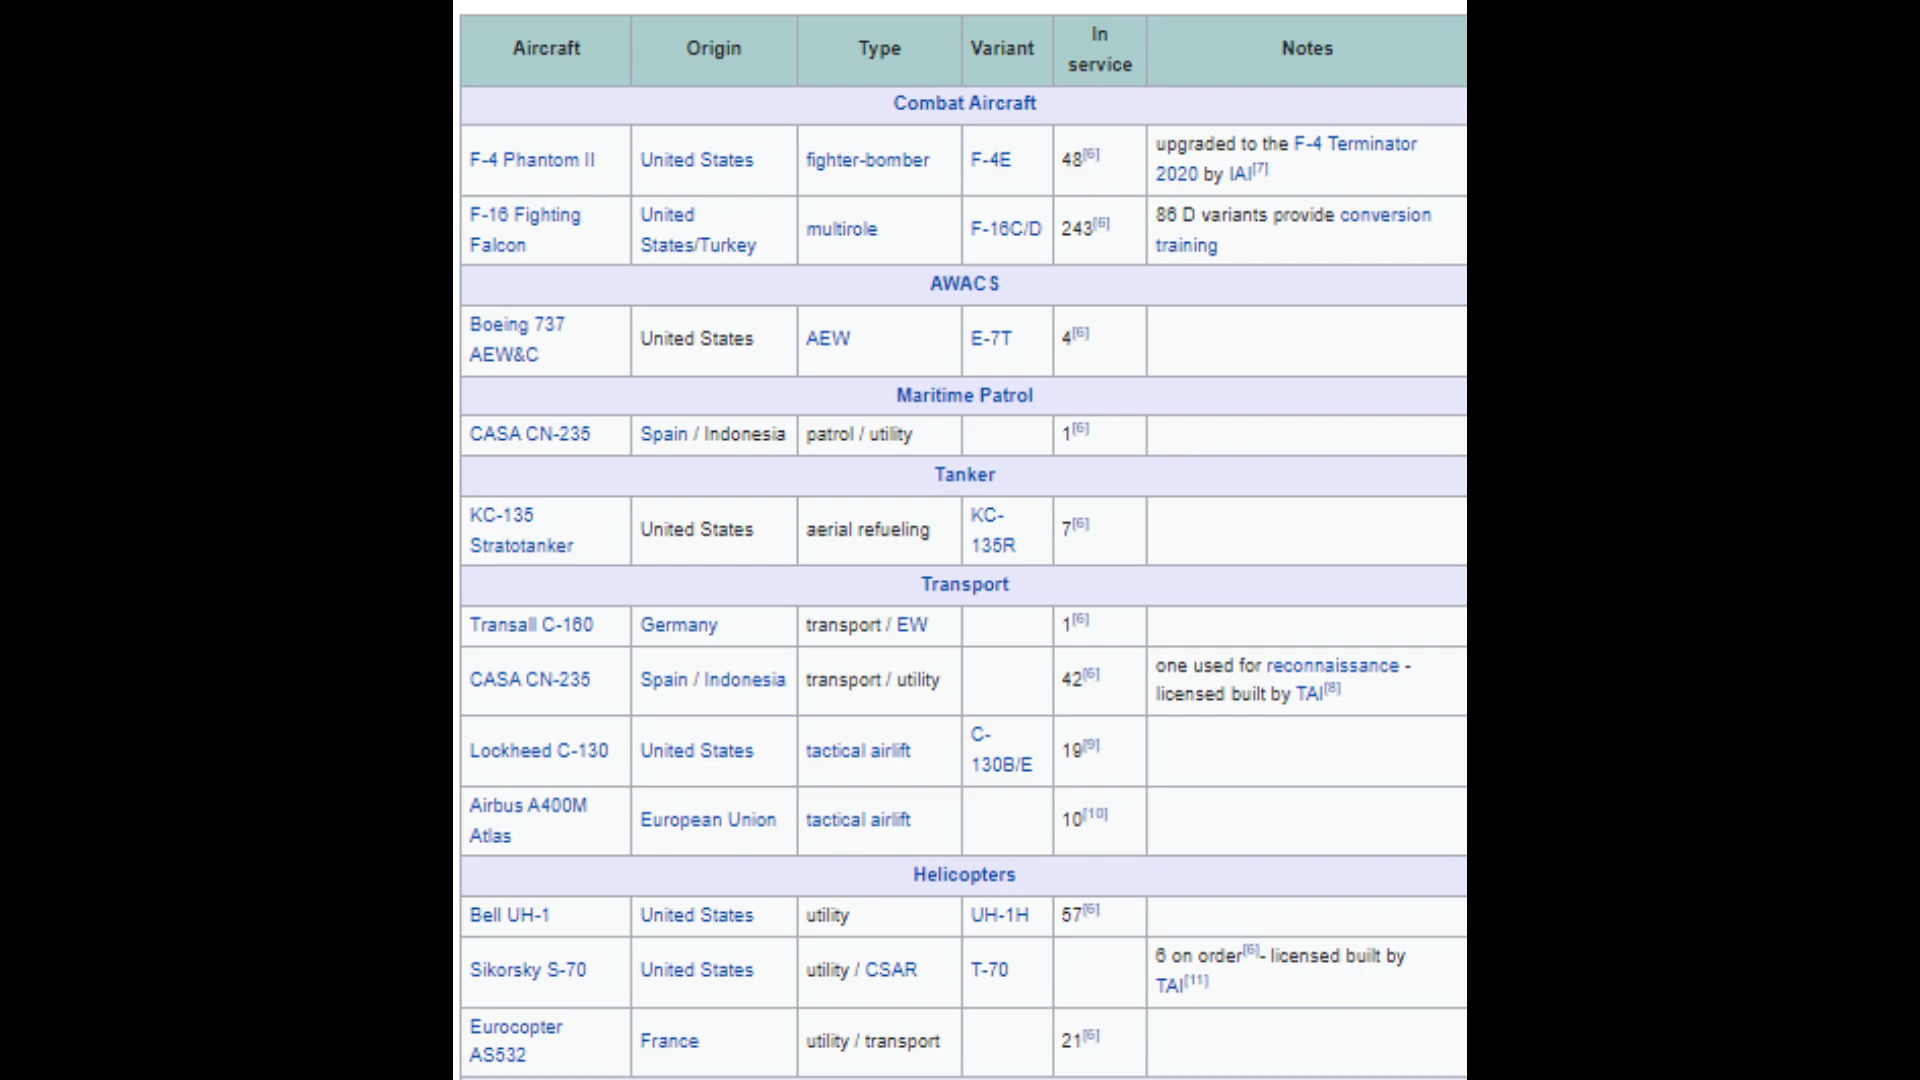 Aircraft Origin Type Variant In service Notes
Combat Aircraft
F-4 Phantom II United States fighter-bomber F-4E 48[6] upgraded to the F-4 Terminator
2020 by IAI[7]
F-16 Fighting
Falcon United
States/Turkey multirole F-16C/D 243[6] 86 D variants provide conversion
training
AWACS
Boeing 737
AEW&C United States AEW E-7T 4[6]
Maritime Patrol
CASA CN-235 Spain / Indonesia patrol / utility 1[6]
Tanker
KC-135
Stratotanker United States aerial refueling KC-
135R 7[6]
Transport
Transall C-160 Germany transport / EW 1[6]
CASA CN-235 Spain / Indonesia transport / utility 42[6] one used for reconnaissance -
licensed built by TAI[8]
Lockheed C-130 United States tactical airlift C-
130B/E 19[9]
Airbus A400M
Atlas European Union tactical airlift 10[10]
Helicopters
Bell UH-1 United States utility UH-1H 57[6]
Sikorsky S-70 United States utility / CSAR T-70 6 on order[6]- licensed built by
TAI[11]
Eurocopter
AS532 France utility / transport 21[6]